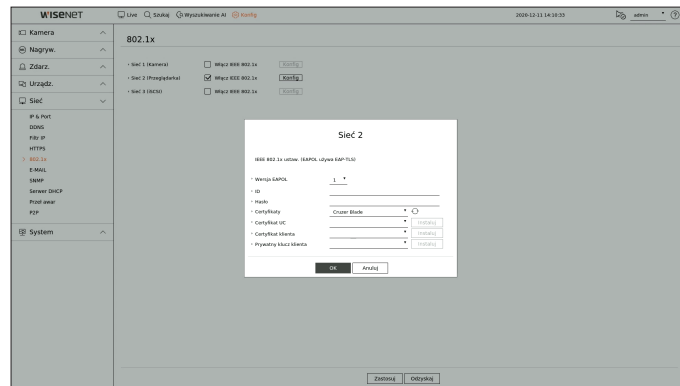 WISENET Live Szukaj Wyszukiwanie AI Konfig 2020-12-11 14:10:33 admin ?
Kamera
Nagryw.
Zdarz.
Urządz.
Sieć
IP & Port
DDNS
Filtr IP
HTTPS
802.1x
E-MAIL
SNMP
Serwer DHCP
Przeł awar
P2P
System
802.1x
Sieć 1 (Kamera) Włącz IEEE 802.1x Konfig
Sieć 2 (Przeglądarka) Włącz IEEE 802.1x Konfig
Sieć 3 (iSCSI) Włącz IEEE 802.1x Konfig
Sieć 2
IEEE 802.1x ustaw. (EAPOL używa EAP-TLS)
Wersja EAPOL 1
ID
Hasło
Certyfikaty Cruzer Blade
Certyfikat UC Instaluj
Certyfikat klienta Instaluj
Prywatny klucz klienta Instaluj
OK Anuluj
Zastosuj Odzyskaj